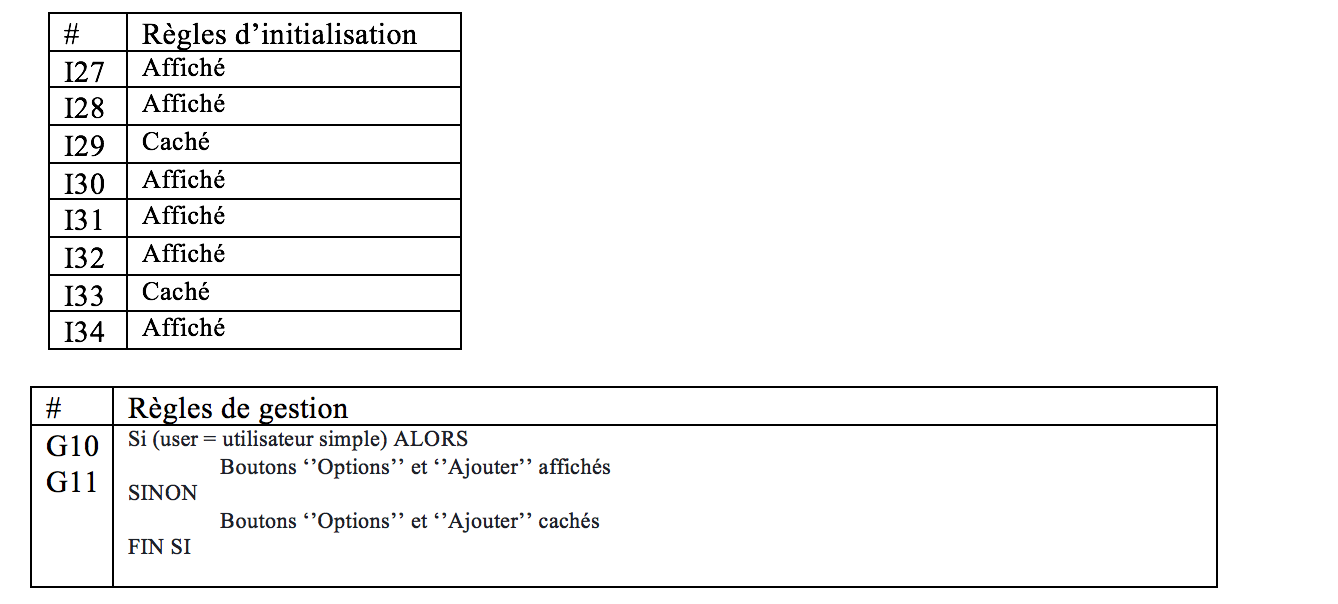 # Règles d’initialisation
I27 Affiché
I28 Affiché
I29 Caché
I30 Affiché
I31 Affiché
I32 Affiché
I33 Caché
I34 Affiché
# Règles de gestion
G10 Si (user = utilisateur simple) ALORS
Boutons ‘’Options’’ et ‘’Ajouter’’ affichés
G11 SINON
Boutons ‘’Options’’ et ‘’Ajouter’’ cachés
FIN SI